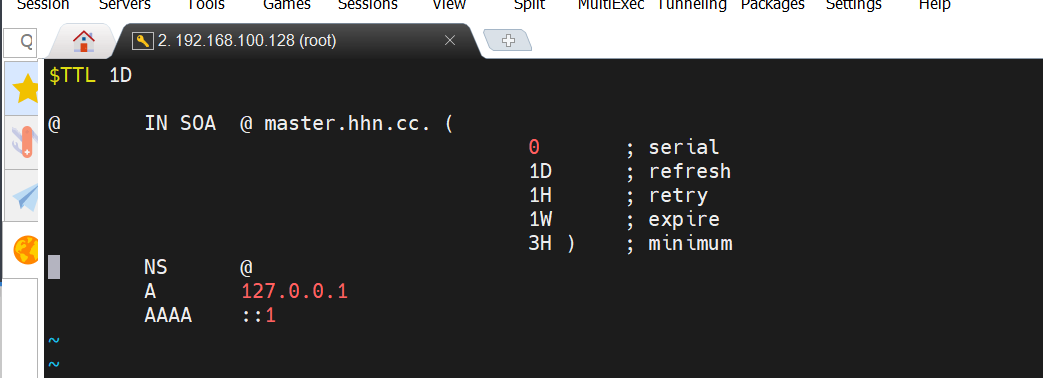 Session Servers Tools Games Sessions View Split MultiExec Tunneling Packages Settings Help
Q
2. 192.168.100.128 (root)
$TTL 1D
@ IN SOA @ master.hhn.cc. (
0 ; serial
1D ; refresh
1H ; retry
1W ; expire
3H ) ; minimum
NS @
A 127.0.0.1
AAAA ::1
~
~